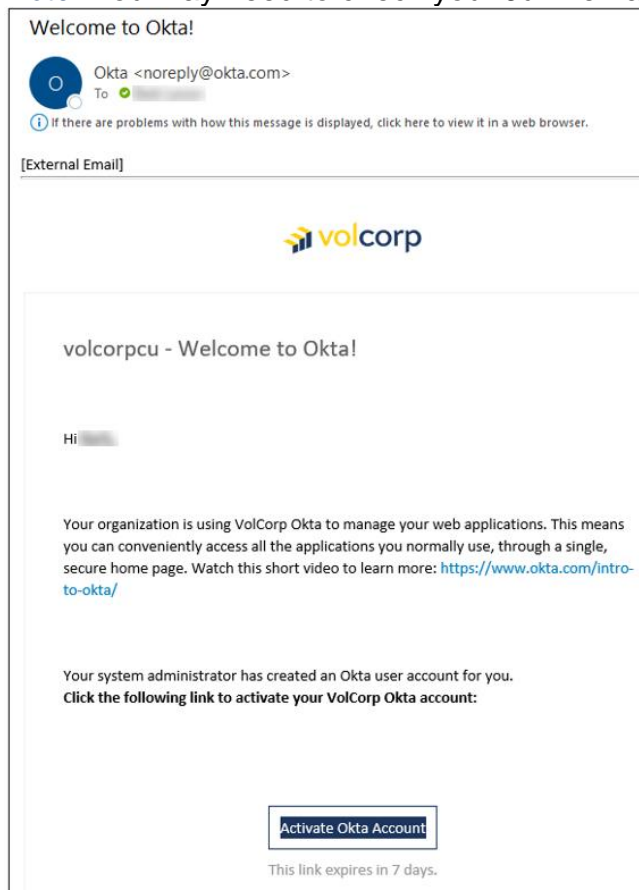 Welcome to Okta!
O
Okta <noreply@okta.com>
To
If there are problems with how this message is displayed, click here to view it in a web browser.
[External Email]
volcorp
volcorpcu - Welcome to Okta!
Hi
Your organization is using VolCorp Okta to manage your web applications. This means
you can conveniently access all the applications you normally use, through a single,
secure home page. Watch this short video to learn more: https://www.okta.com/intro-
to-okta/
Your system administrator has created an Okta user account for you.
Click the following link to activate your VolCorp Okta account:
Activate Okta Account
This link expires in 7 days.